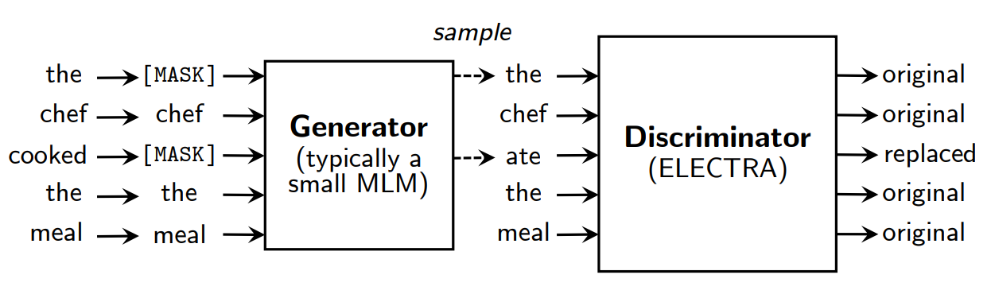 sample
the [MASK] the original
chef chef chef original
cooked [MASK] ate replaced
the the the original
meal meal meal original
Generator
(typically a
small MLM)
Discriminator
(ELECTRA)